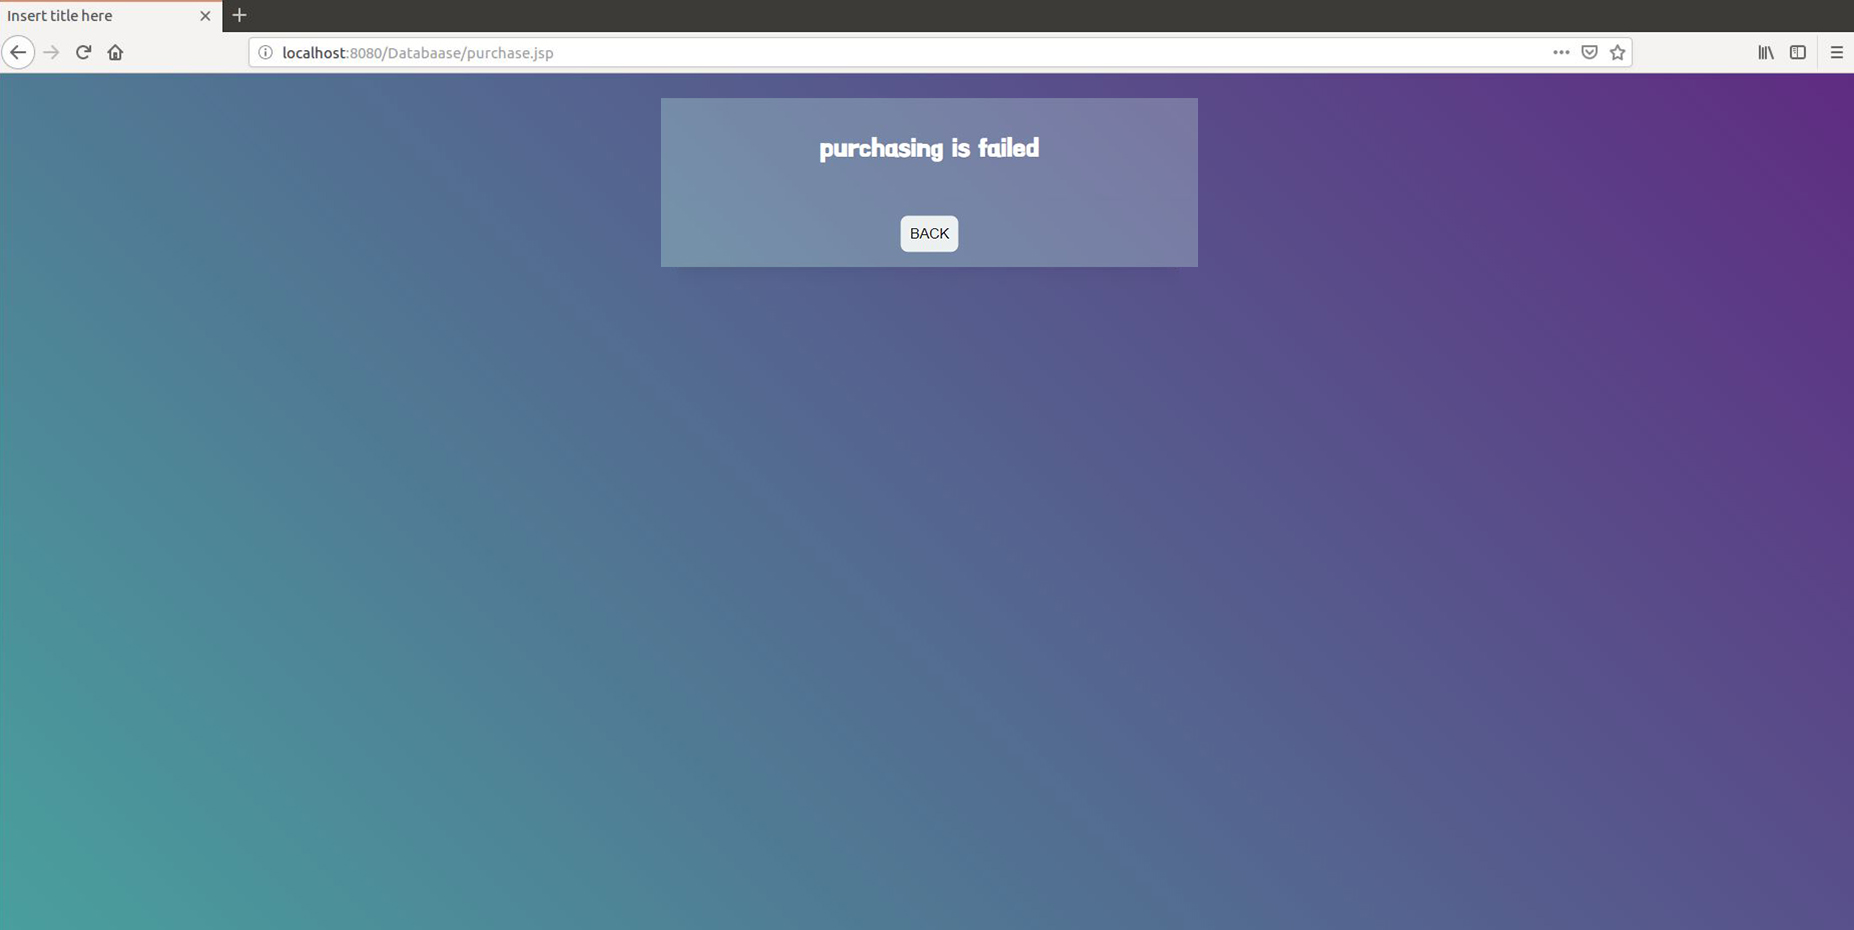 Insert title here
localhost:8080/Databaase/purchase.jsp
purchasing is failed
BACK